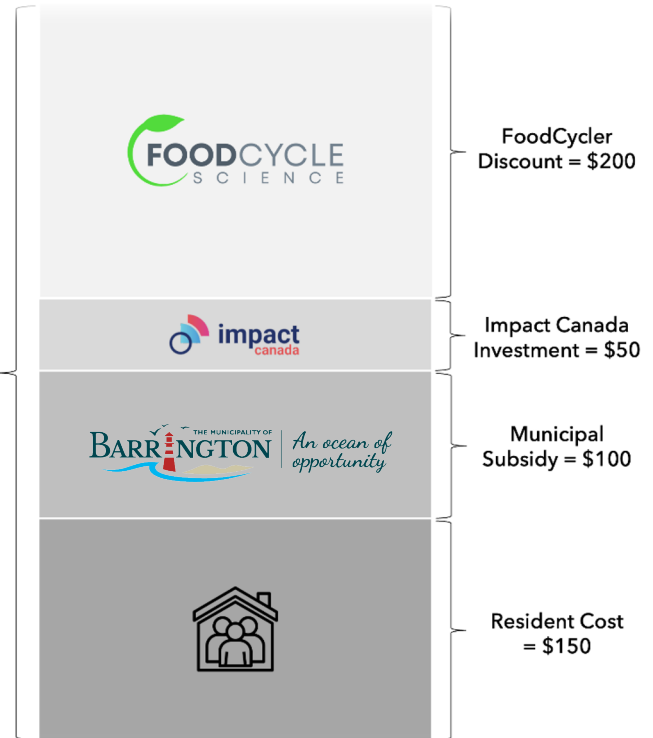 FOODCYCLE
SCIENCE
FoodCycler
Discount = $200
impact
canada
Impact Canada
Investment = $50
THE MUNICIPALITY OF
BARRINGTON
An ocean of
opportunity
Municipal
Subsidy = $100
Resident Cost
= $150